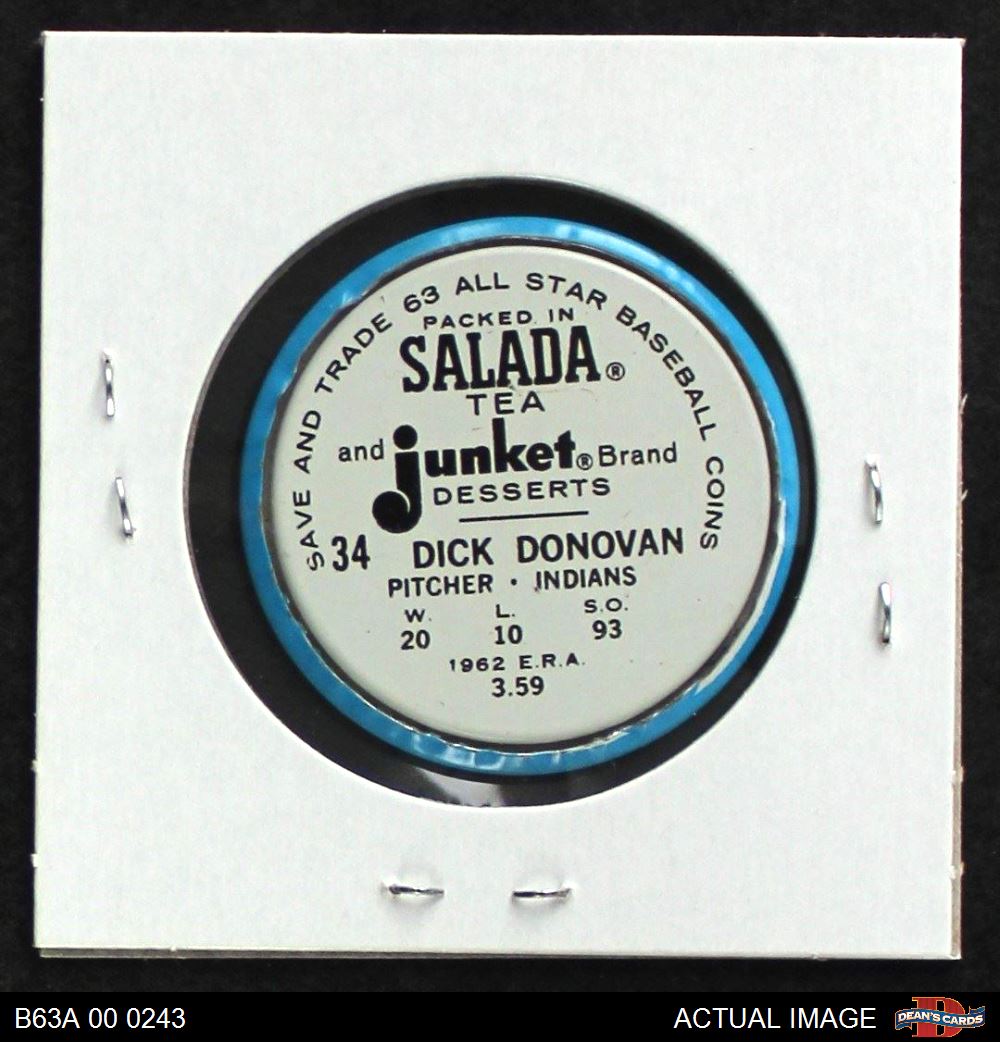 SAVE AND TRADE 63 ALL STAR BASEBALL COINS
PACKED IN
SALADA®
TEA
and junket® Brand
DESSERTS
34 DICK DONOVAN
PITCHER · INDIANS
W. L. S.O.
20 10 93
1962 E.R.A.
3.59
B63A 00 0243 ACTUAL IMAGE DEAN'S CARDS